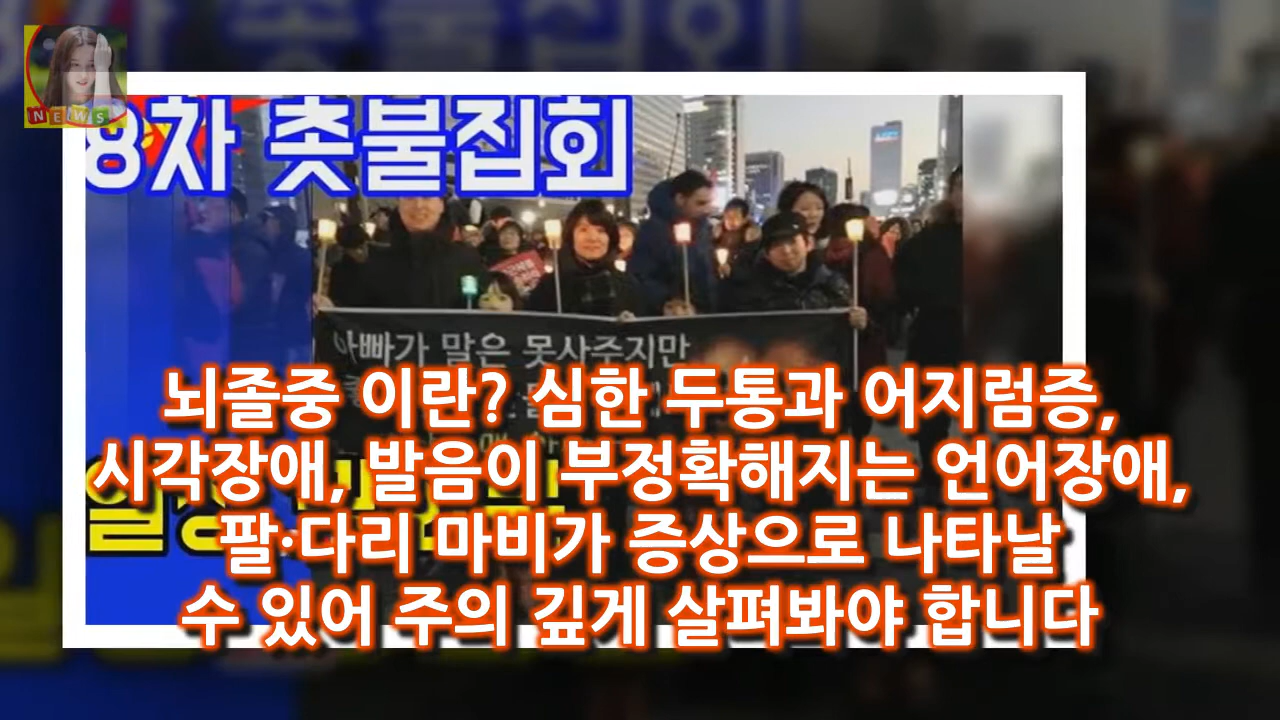 NEWS
8차 촛불집회
아빠가 말은 못사주지만
뇌졸중 이란? 심한 두통과 어지럼증,
시각장애, 발음이 부정확해지는 언어장애,
팔·다리 마비가 증상으로 나타날
수 있어 주의 깊게 살펴봐야 합니다